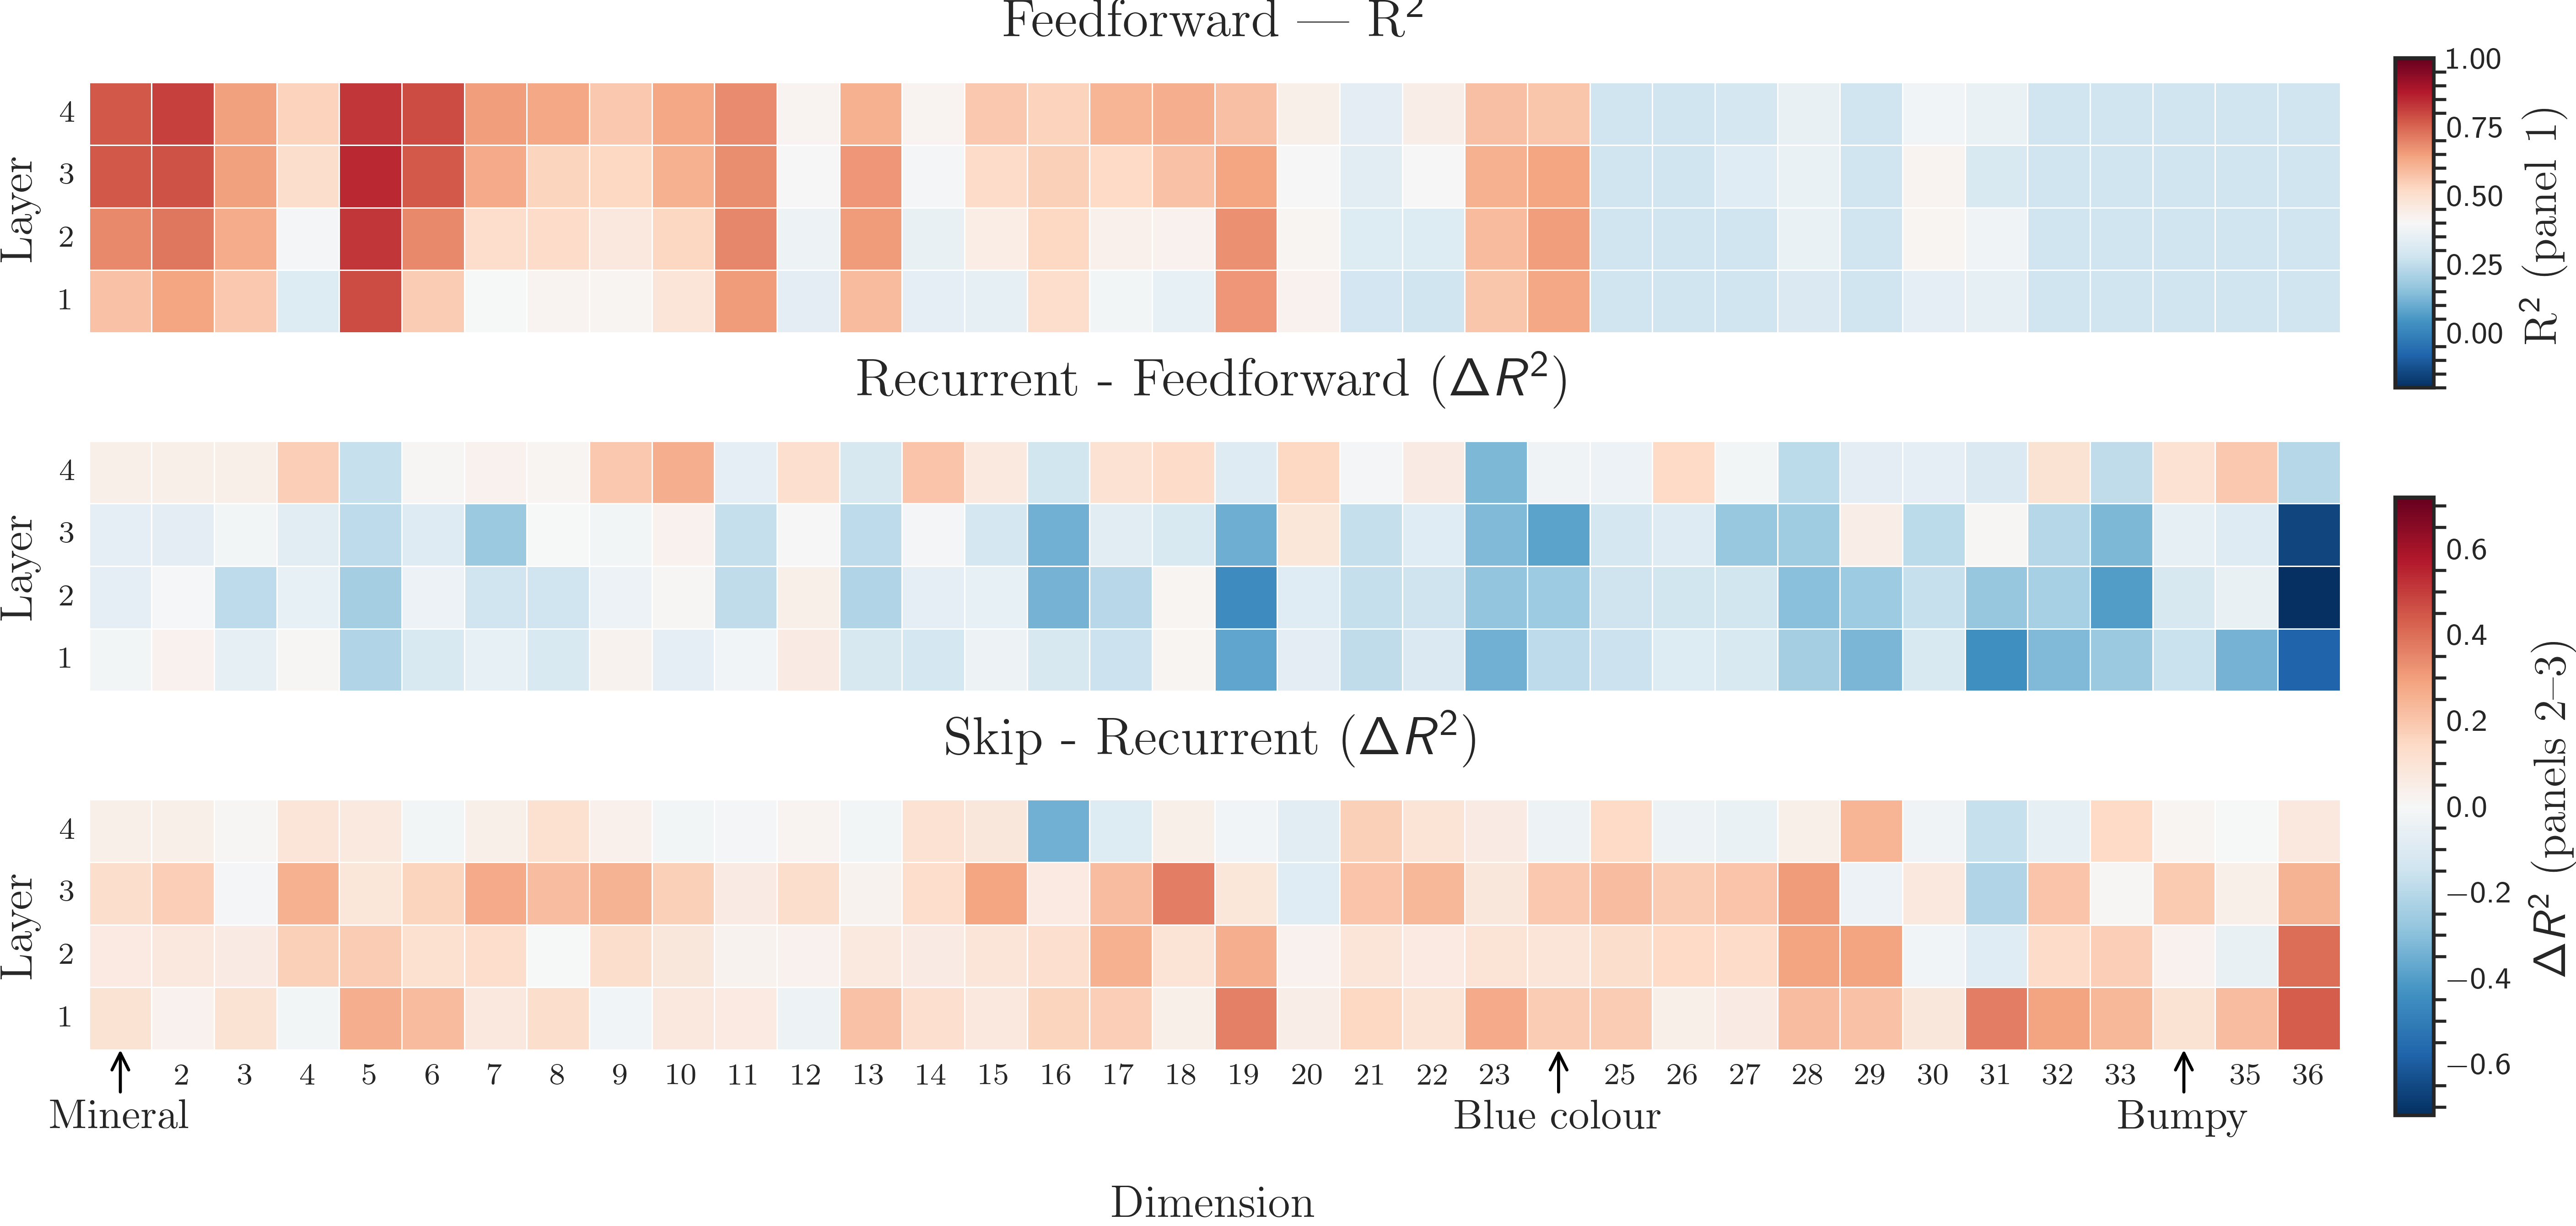 Feedforward — R²
Layer
4
3
2
1
1.00
0.75
0.50
0.25
0.00
R² (panel 1)
Recurrent - Feedforward (ΔR²)
Layer
4
3
2
1
Skip - Recurrent (ΔR²)
Layer
4
3
2
1
0.6
0.4
0.2
0.0
−0.2
−0.4
−0.6
ΔR² (panels 2–3)
2 3 4 5 6 7 8 9 10 11 12 13 14 15 16 17 18 19 20 21 22 23 25 26 27 28 29 30 31 32 33 35 36
Mineral Blue colour Bumpy
Dimension